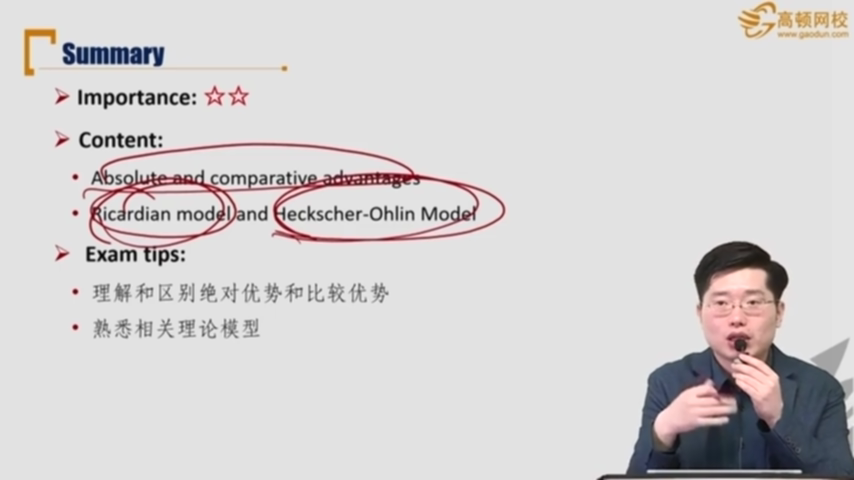 高顿网校
www.gaodun.com
Summary
Importance: ☆☆
Content:
Absolute and comparative advantages
Ricardian model and Heckscher-Ohlin Model
Exam tips:
理解和区别绝对优势和比较优势
熟悉相关理论模型